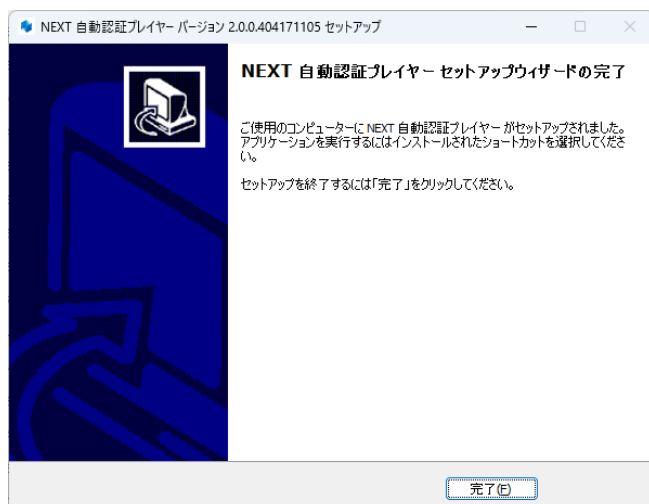 NEXT 自動認証プレイヤー バージョン 2.0.0.404171105 セットアップ
NEXT 自動認証プレイヤー セットアップウィザードの完了
ご使用のコンピューターに NEXT 自動認証プレイヤー がセットアップされました。
アプリケーションを実行するにはインストールされたショートカットを選択してくださ
い。
セットアップを終了するには「完了」をクリックしてください。
完了(F)